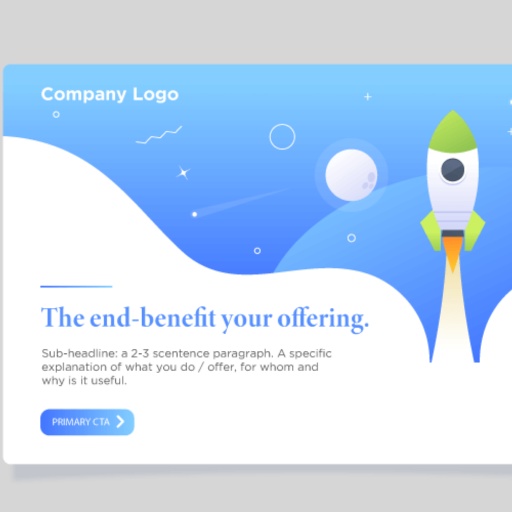 Company Logo
The end-benefit your offering.
Sub-headline: a 2-3 scentence paragraph. A specific
explanation of what you do / offer, for whom and
why is it useful.
PRIMARY CTA